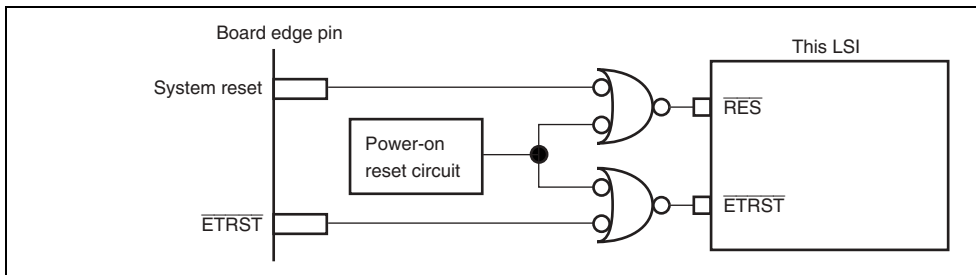 Board edge pin
This LSI
System reset
RES
Power-on
reset circuit
ETRST
ETRST